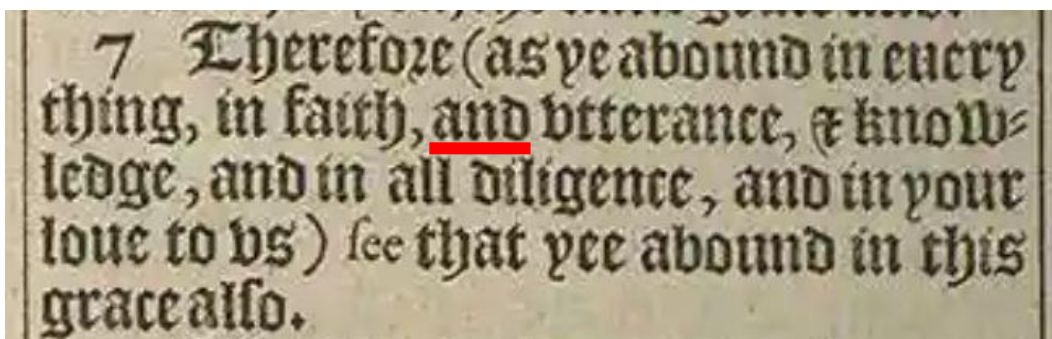 7 Therefore (as ye abound in euery
thing, in faith, and vtterance, & know-
ledge, and in all diligence, and in your
loue to vs) see that yee abound in this
grace also.